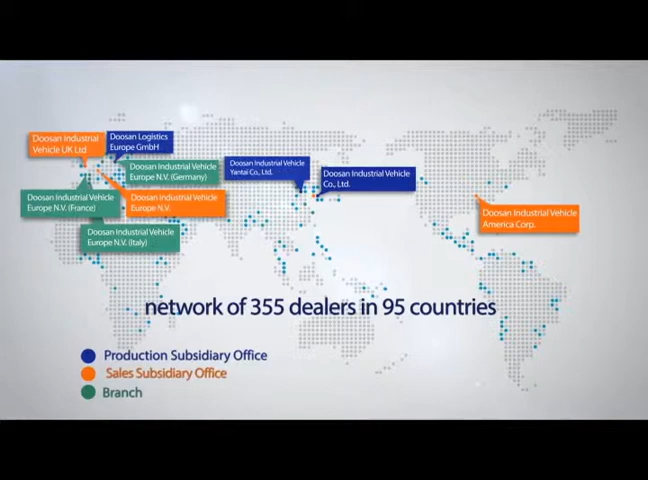 Doosan Industrial
Vehicle UK Ltd
Doosan Logistics
Europe GmbH
Doosan Industrial Vehicle
Europe N.V. (Germany)
Doosan Industrial Vehicle
Yantai Co., Ltd.
Doosan Industrial Vehicle
Co., Ltd.
Doosan Industrial Vehicle
Europe N.V. (France)
Doosan Industrial Vehicle
Europe N.V.
Doosan Industrial Vehicle
America Corp.
Doosan Industrial Vehicle
Europe N.V. (Italy)
network of 355 dealers in 95 countries
Production Subsidiary Office
Sales Subsidiary Office
Branch